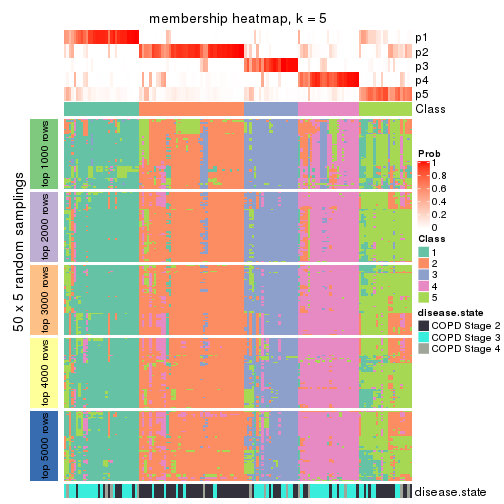 membership heatmap, k = 5
p1
p2
p3
p4
p5
Class
50 x 5 random samplings
top 1000 rows
top 2000 rows
top 3000 rows
top 4000 rows
top 5000 rows
Prob
1
0.8
0.6
0.4
0.2
0
Class
1
2
3
4
5
disease.state
COPD Stage 2
COPD Stage 3
COPD Stage 4
disease.state